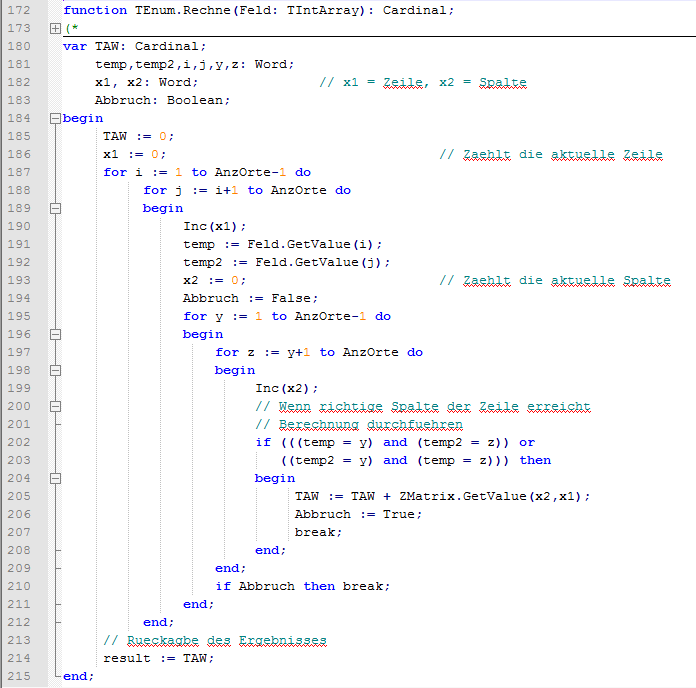 172 function TEnum.Rechne(Feld: TIntArray): Cardinal;
173 (*
180 var TAW: Cardinal;
181 temp,temp2,i,j,y,z: Word;
182 x1, x2: Word; // x1 = Zeile, x2 = Spalte
183 Abbruch: Boolean;
184 begin
185 TAW := 0;
186 x1 := 0; // Zaehlt die aktuelle Zeile
187 for i := 1 to AnzOrte-1 do
188 for j := i+1 to AnzOrte do
189 begin
190 Inc(x1);
191 temp := Feld.GetValue(i);
192 temp2 := Feld.GetValue(j);
193 x2 := 0; // Zaehlt die aktuelle Spalte
194 Abbruch := False;
195 for y := 1 to AnzOrte-1 do
196 begin
197 for z := y+1 to AnzOrte do
198 begin
199 Inc(x2);
200 // Wenn richtige Spalte der Zeile erreicht
201 // Berechnung durchfuehren
202 if (((temp = y) and (temp2 = z)) or
203 ((temp2 = y) and (temp = z))) then
204 begin
205 TAW := TAW + ZMatrix.GetValue(x2,x1);
206 Abbruch := True;
207 break;
208 end;
209 end;
210 if Abbruch then break;
211 end;
212 end;
213 // Rueckagbe des Ergebnisses
214 result := TAW;
215 end;